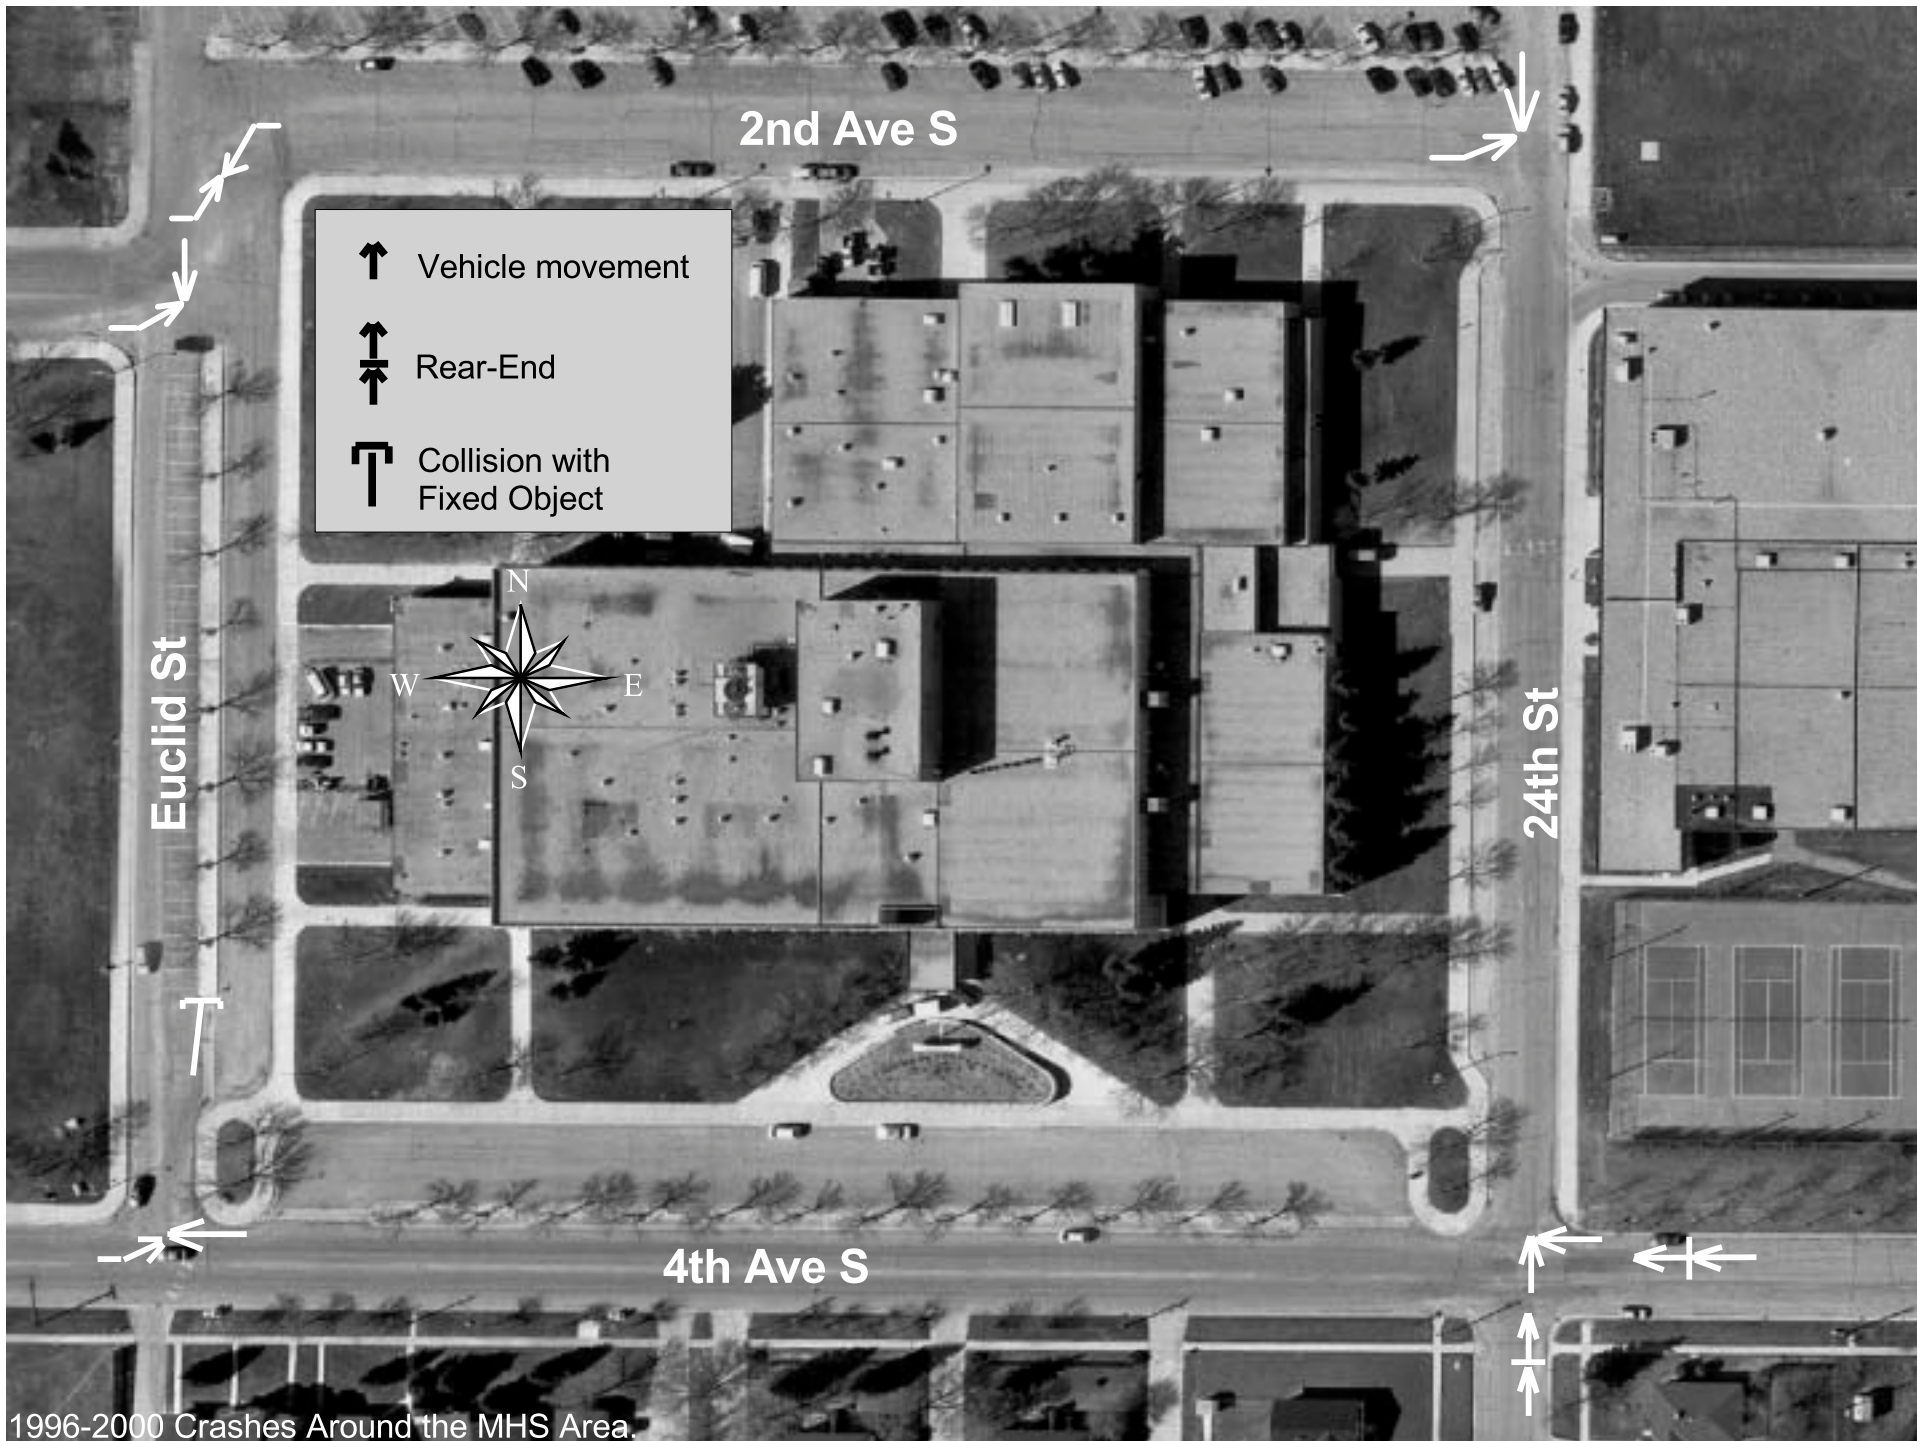 2nd Ave S
Vehicle movement
Rear-End
Collision with
Fixed Object
N
W
E
S
Euclid St
24th St
4th Ave S
1996-2000 Crashes Around the MHS Area.